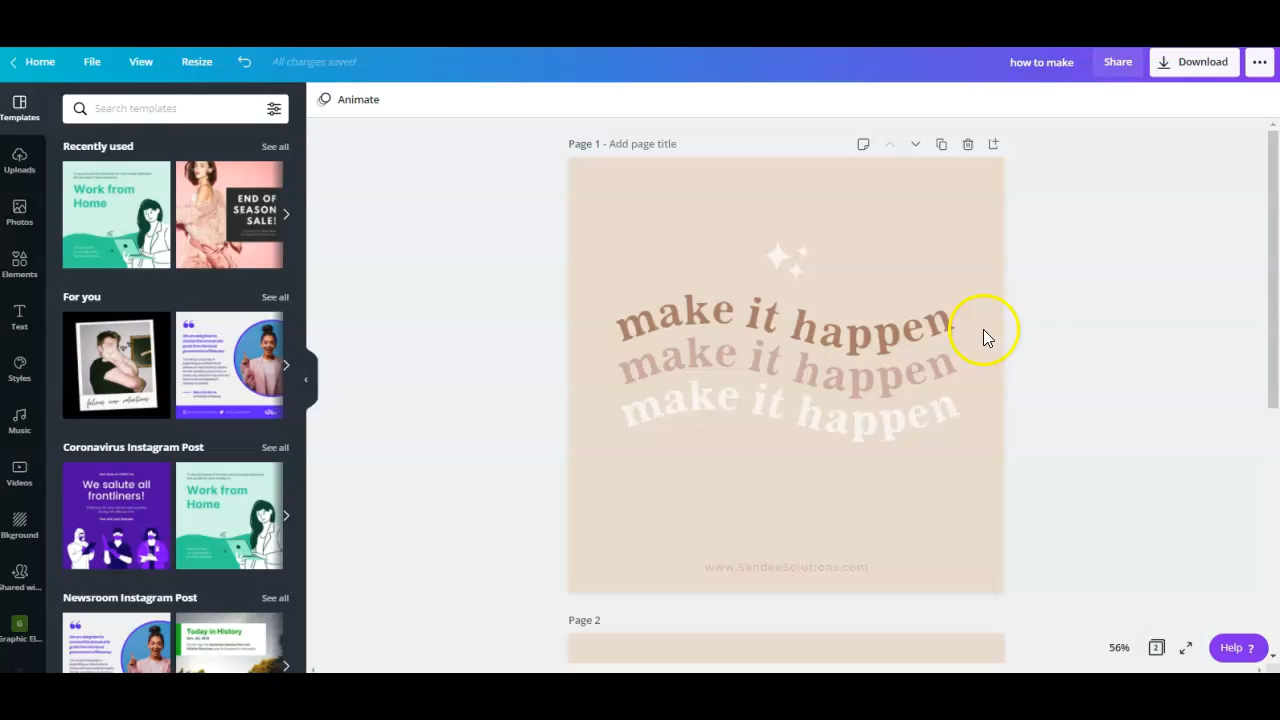 Home
File
View
Resize
All changes saved
how to make
Share
Download
Templates
Uploads
Photos
Elements
Text
Styles
Music
Videos
Bkground
Shared wi...
Graphic El...
Search templates
Recently used
See all
Work from
Home
END OF
SEASON
SALE!
For you
See all
Coronavirus Instagram Post
See all
We salute all
frontliners!
Work from
Home
Newsroom Instagram Post
See all
Today in History
Animate
Page 1 - Add page title
make it happen
make it happen
make it happen
www.SandeeSolutions.com
Page 2
56%
2
Help ?